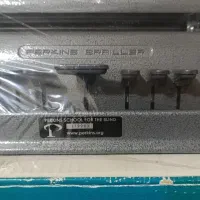 PERKINS BRAILLER
PERKINS SCHOOL FOR THE BLIND
www.perkins.org